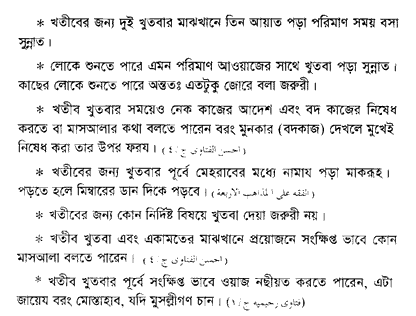 * খতীবের জন্য দুই খুতবার মাঝখানে তিন আয়াত পড়া পরিমাণ সময় বসা
সুন্নাত।
* লোকে শুনতে পারে এমন পরিমাণ আওয়াজের সাথে খুতবা পড়া সুন্নাত।
কাছের লোকে শুনতে পারে অন্ততঃ এতটুকু জোরে বলা জরুরী।
* খতীব খুতবার সময়েও নেক কাজের আদেশ এবং বদ কাজের নিষেধ
করতে বা মাসআলার কথা বলতে পারেন বরং মুনকার (বদকাজ) দেখলে মুখেই
নিষেধ করা তার উপর ফরয। (احسن الفتاوى ج/٤)
* খতীবের জন্য খুতবার পূর্বে মেহরাবের মধ্যে নামায পড়া মাকরূহ।
পড়তে হলে মিম্বারের ডান দিকে পড়বে। (الفقه على المذاهب الاربعة)
* খতীবের জন্য কোন নির্দিষ্ট বিষয়ে খুতবা দেয়া জরুরী নয়।
* খতীব খুতবা এবং একামতের মাঝখানে প্রয়োজনে সংক্ষিপ্ত ভাবে কোন
মাসআলা বলতে পারেন। (احسن الفتاوى ج/٤)
* খতীব খুতবার পূর্বে সংক্ষিপ্ত ভাবে ওয়াজ নছীহত করতে পারেন, এটা
জায়েয বরং মোস্তাহাব, যদি মুসল্লীগণ চান। (فتاوى رحيميه ج/١)